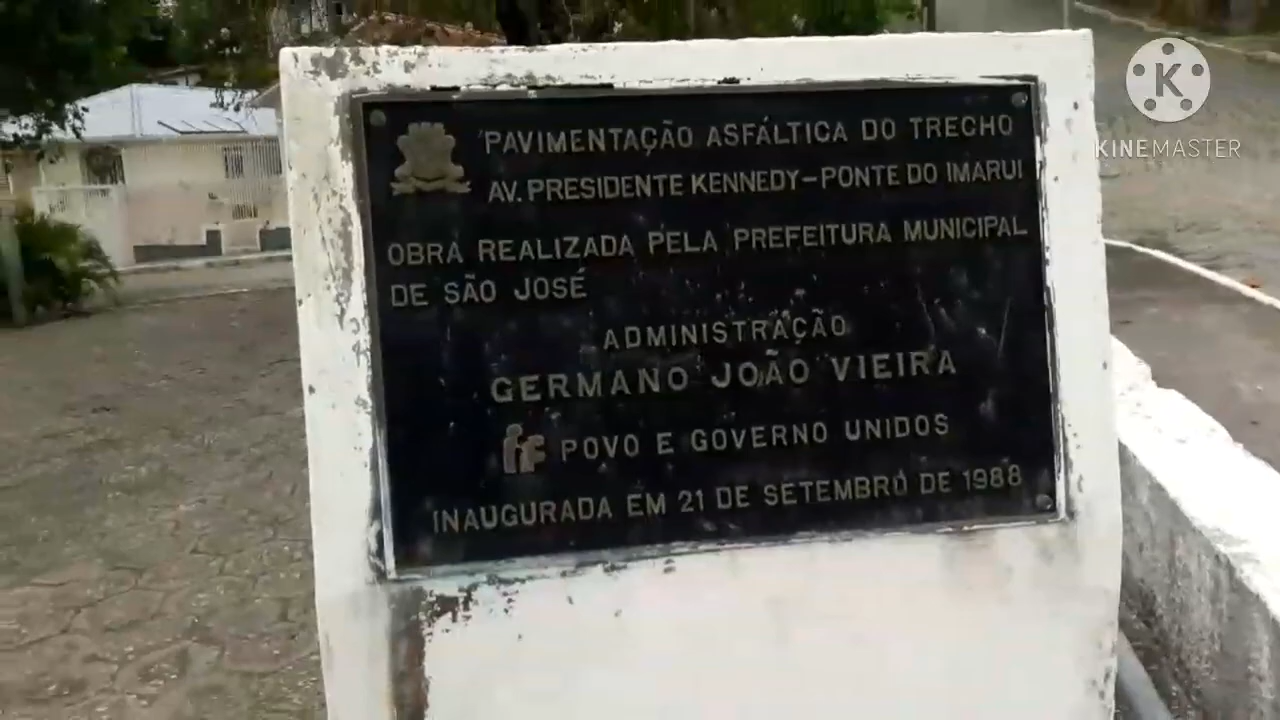 PAVIMENTAÇÃO ASFÁLTICA DO TRECHO
AV. PRESIDENTE KENNEDY-PONTE DO IMARUI
OBRA REALIZADA PELA PREFEITURA MUNICIPAL
DE SÃO JOSÉ
ADMINISTRAÇÃO
GERMANO JOÃO VIEIRA
POVO E GOVERNO UNIDOS
INAUGURADA EM 21 DE SETEMBRO DE 1988
K
KINEMASTER